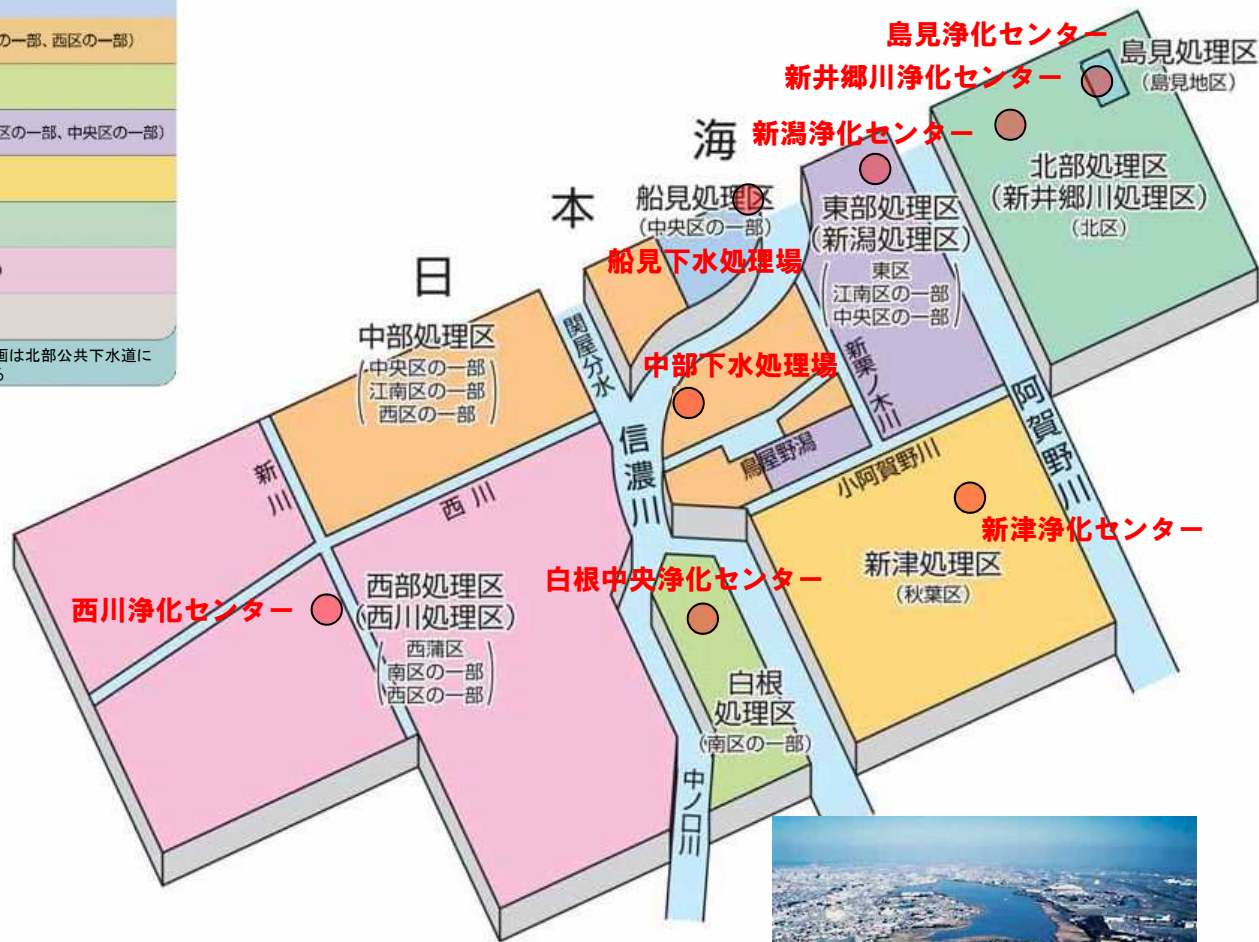 の一部、西区の一部)
区の一部、中央区の一部)
画は北部公共下水道に
島見浄化センター
島見処理区
(島見地区)
新井郷川浄化センター
新潟浄化センター
海
本
日
北部処理区
(新井郷川処理区)
(北区)
船見処理区
(中央区の一部)
東部処理区
(新潟処理区)
東区
江南区の一部
中央区の一部
船見下水処理場
中部処理区
(中央区の一部
江南区の一部
西区の一部)
関屋分水
中部下水処理場
新栗ノ木川
阿賀野川
信濃川
鳥屋野潟
小阿賀野川
新川
西川
新津浄化センター
新津処理区
(秋葉区)
白根中央浄化センター
西川浄化センター
西部処理区
(西川処理区)
西蒲区
南区の一部
西区の一部
白根
処理区
(南区の一部)
中ノ口川